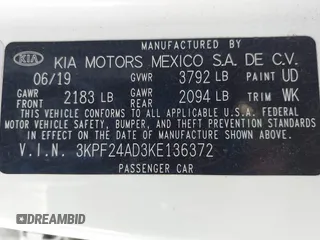 MANUFACTURED BY
KIA KIA MOTORS MEXICO S.A. DE C.V.
06/19 GVWR 3792 LB PAINT UD
GAWR FRONT 2183 LB GAWR REAR 2094 LB TRIM WK
THIS VEHICLE CONFORMS TO ALL APPLICABLE U.S.A. FEDERAL
MOTOR VEHICLE SAFETY, BUMPER, AND THEFT PREVENTION
STANDARDS IN EFFECT ON THE DATE OF MANUFACTURE SHOWN ABOVE.
V.I.N. 3KPF24AD3KE136372
PASSENGER CAR
DREAMBID